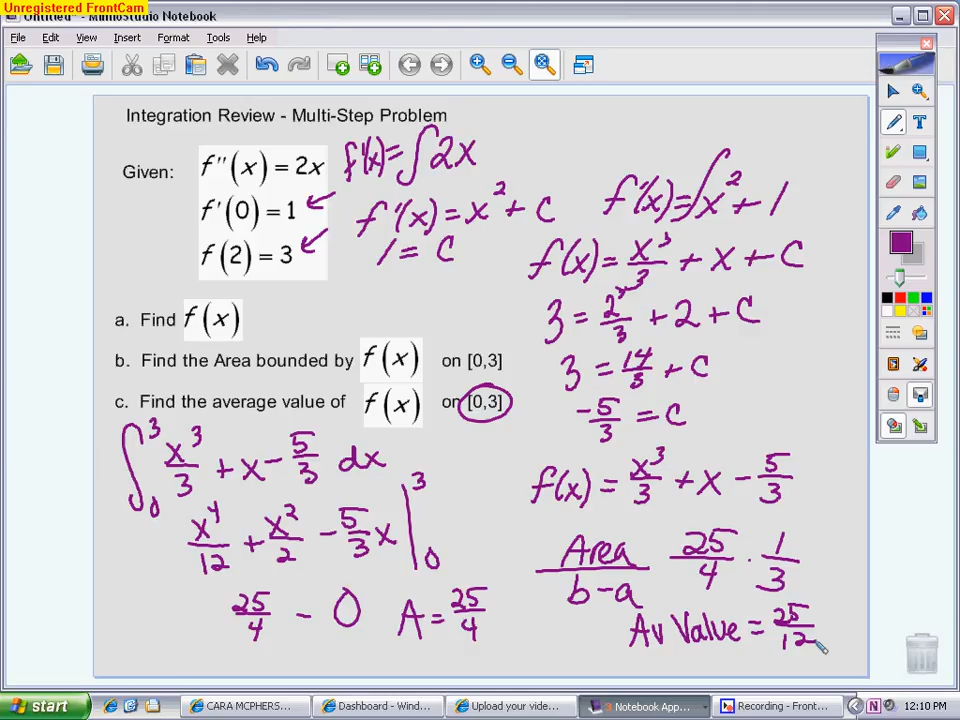 Unregistered FrontCam
Untitled* - MimioStudio Notebook
File Edit View Insert Format Tools Help
Integration Review - Multi-Step Problem
Given:
f''(x) = 2x
f'(0) = 1
f(2) = 3
f'(x) = ∫2x
f'(x) = x² + C
1 = C
f'(x) = ∫x² + 1
f(x) = x³/3 + x + C
3 = 2³/3 + 2 + C
3 = 14/3 + C
-5/3 = C
f(x) = x³/3 + x - 5/3
a. Find f(x)
b. Find the Area bounded by f(x) on [0,3]
c. Find the average value of f(x) on [0,3]
∫₀³ x³/3 + x - 5/3 dx
x⁴/12 + x²/2 - 5/3 x |₀³
25/4 - 0 A = 25/4
Area/b-a 25/4 · 1/3
Av Value = 25/12
start
CARA MCPHERS...
Dashboard - Wind...
Upload your vide...
3 Notebook App...
Recording - Front...
12:10 PM